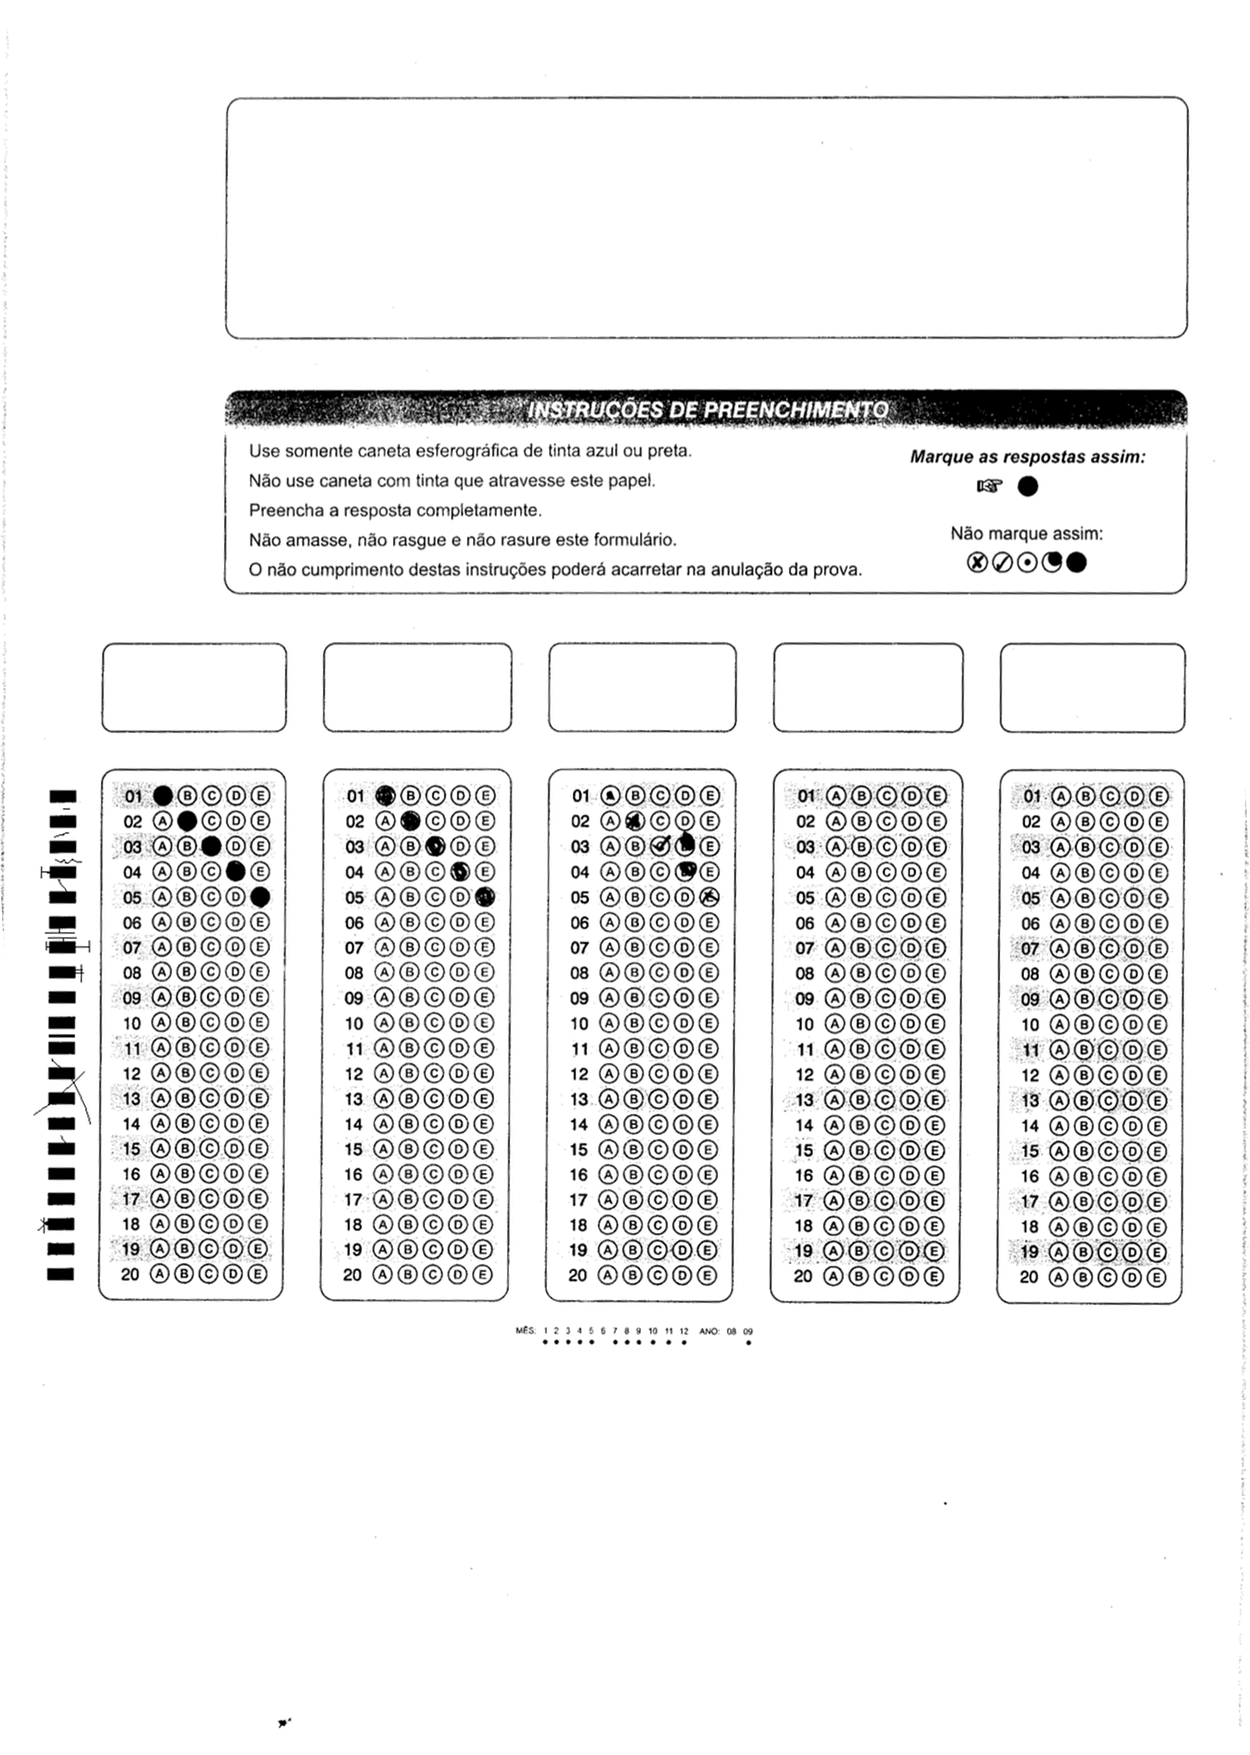 INSTRUÇÕES DE PREENCHIMENTO
Use somente caneta esferográfica de tinta azul ou preta.
Não use caneta com tinta que atravesse este papel.
Preencha a resposta completamente.
Não amasse, não rasgue e não rasure este formulário.
O não cumprimento destas instruções poderá acarretar na anulação da prova.
Marque as respostas assim:
Não marque assim:
01 B C D E
02 A C D E
03 A B D E
04 A B C E
05 A B C D
06 A B C D E
07 A B C D E
08 A B C D E
09 A B C D E
10 A B C D E
11 A B C D E
12 A B C D E
13 A B C D E
14 A B C D E
15 A B C D E
16 A B C D E
17 A B C D E
18 A B C D E
19 A B C D E
20 A B C D E
01 B C D E
02 A C D E
03 A B D E
04 A B C E
05 A B C D
06 A B C D E
07 A B C D E
08 A B C D E
09 A B C D E
10 A B C D E
11 A B C D E
12 A B C D E
13 A B C D E
14 A B C D E
15 A B C D E
16 A B C D E
17 A B C D E
18 A B C D E
19 A B C D E
20 A B C D E
01 A B C D E
02 A C D E
03 A B E
04 A B C E
05 A B C D
06 A B C D E
07 A B C D E
08 A B C D E
09 A B C D E
10 A B C D E
11 A B C D E
12 A B C D E
13 A B C D E
14 A B C D E
15 A B C D E
16 A B C D E
17 A B C D E
18 A B C D E
19 A B C D E
20 A B C D E
01 A B C D E
02 A B C D E
03 A B C D E
04 A B C D E
05 A B C D E
06 A B C D E
07 A B C D E
08 A B C D E
09 A B C D E
10 A B C D E
11 A B C D E
12 A B C D E
13 A B C D E
14 A B C D E
15 A B C D E
16 A B C D E
17 A B C D E
18 A B C D E
19 A B C D E
20 A B C D E
01 A B C D E
02 A B C D E
03 A B C D E
04 A B C D E
05 A B C D E
06 A B C D E
07 A B C D E
08 A B C D E
09 A B C D E
10 A B C D E
11 A B C D E
12 A B C D E
13 A B C D E
14 A B C D E
15 A B C D E
16 A B C D E
17 A B C D E
18 A B C D E
19 A B C D E
20 A B C D E
MÊS: 1 2 3 4 5 6 7 8 9 10 11 12 ANO: 08 09